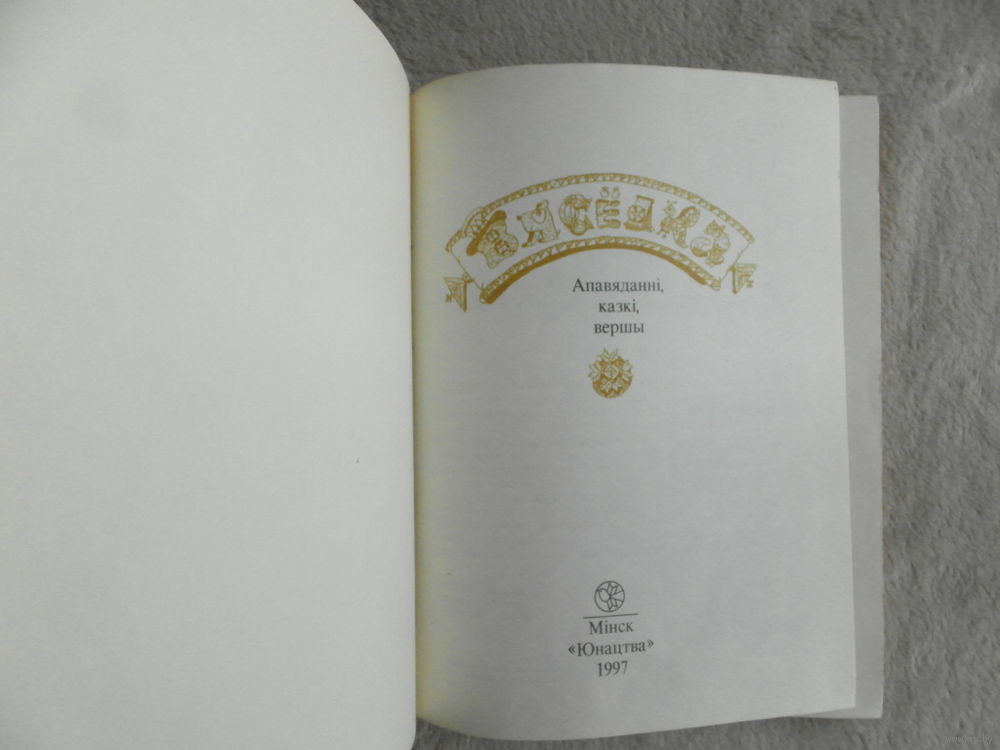 ВЯСЁЛКА
Апавяданні,
казкі,
вершы
Мінск
«Юнацтва»
1997